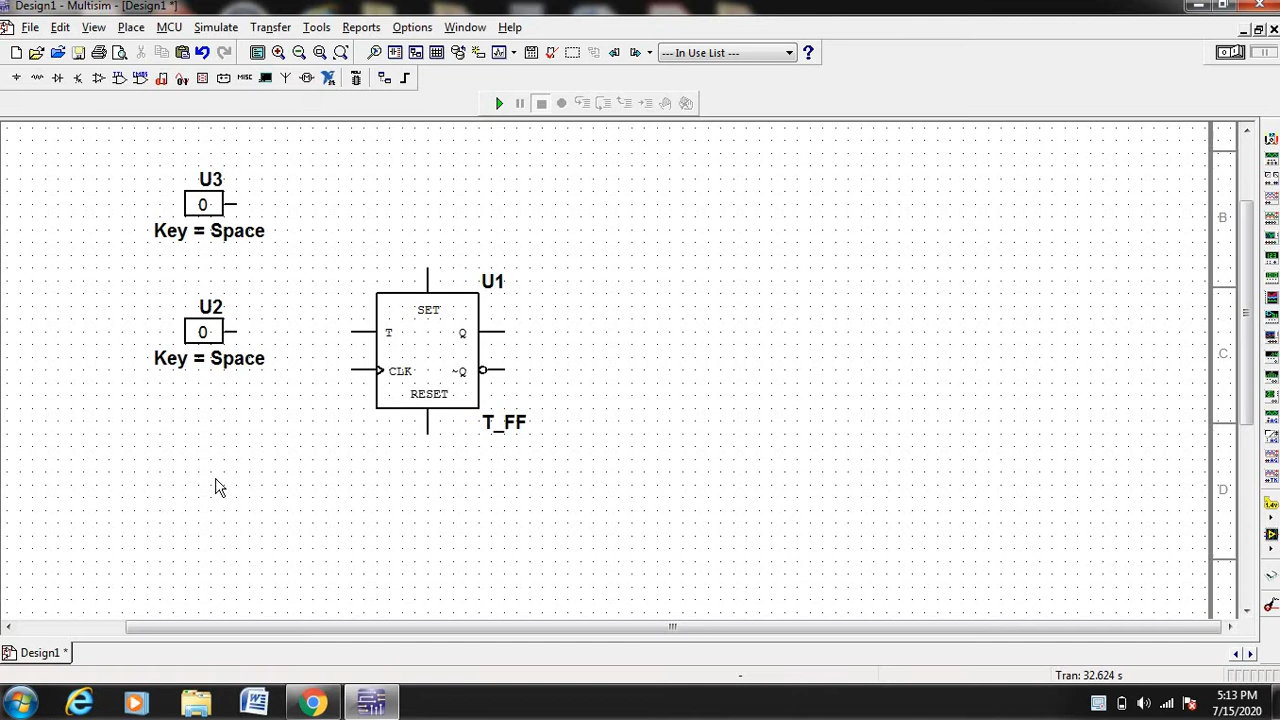 Design1 - Multisim - [Design1 *]
File Edit View Place MCU Simulate Transfer Tools Reports Options Window Help
--- In Use List ---
U3
0
Key = Space
U2
0
Key = Space
U1
SET
T Q
CLK ~Q
RESET
T_FF
B
C
D
Design1 *
-
Tran: 32.624 s
5:13 PM
7/15/2020